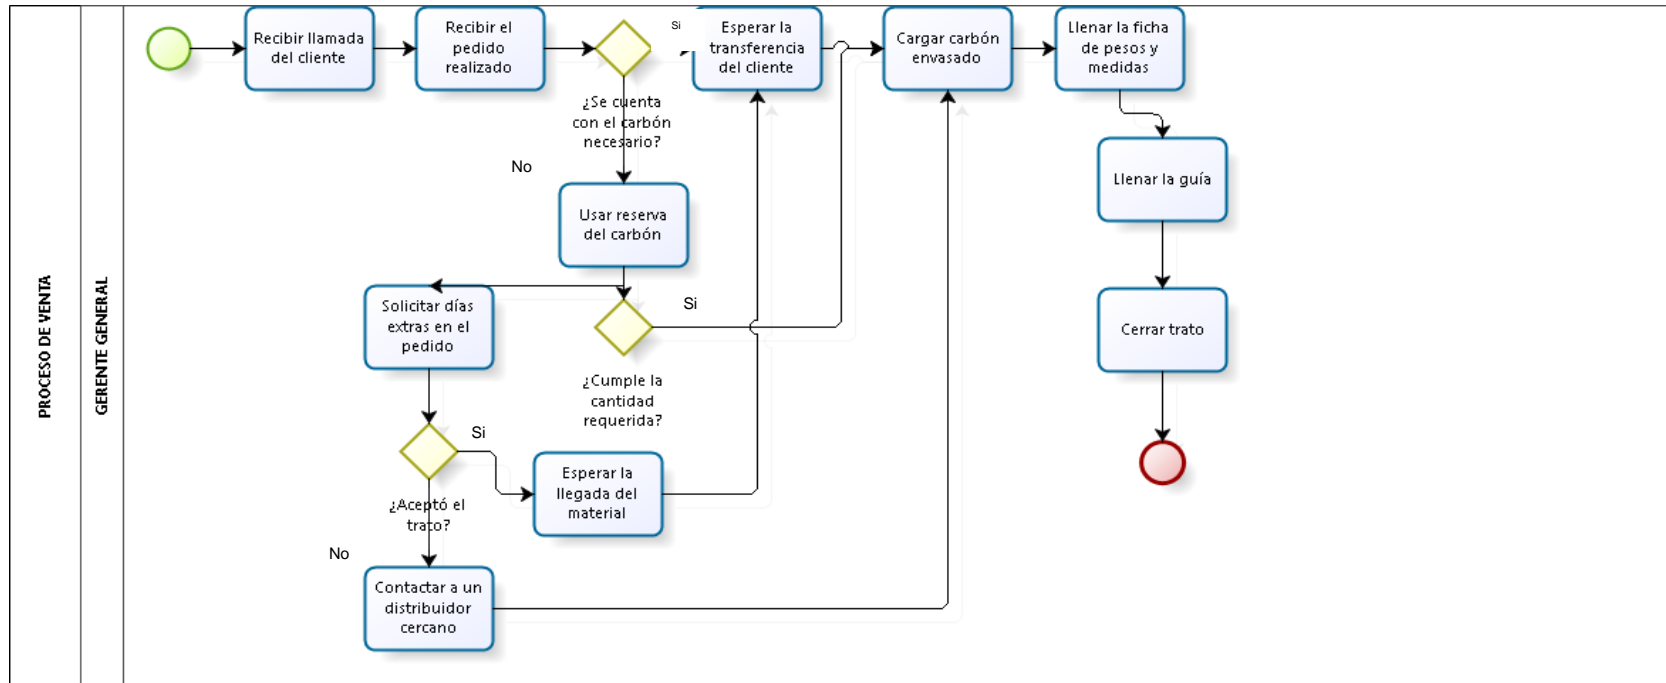 PROCESO DE VENTA
GERENTE GENERAL
Recibir llamada
del cliente
Recibir el
pedido
realizado
Si
Esperar la
transferencia
del cliente
Cargar carbón
envasado
Llenar la ficha
de pesos y
medidas
¿Se cuenta
con el carbón
necesario?
No
Llenar la guía
Usar reserva
del carbón
Si
Solicitar días
extras en el
pedido
Cerrar trato
¿Cumple la
cantidad
requerida?
Si
Esperar la
llegada del
material
¿Aceptó el
trato?
No
Contactar a un
distribuidor
cercano